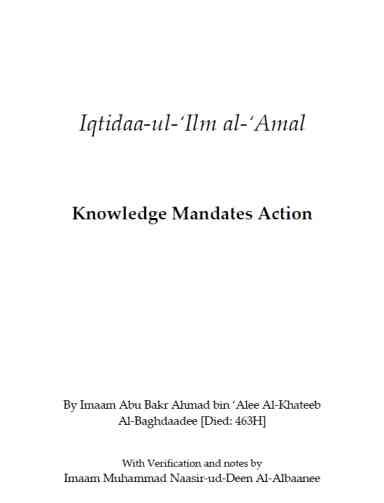 Iqtidaa-ul-‘Ilm al-‘Amal
Knowledge Mandates Action
By Imaam Abu Bakr Ahmad bin ‘Alee Al-Khateeb
Al-Baghdaadee [Died: 463H]
With Verification and notes by
Imaam Muhammad Naasir-ud-Deen Al-Albaanee